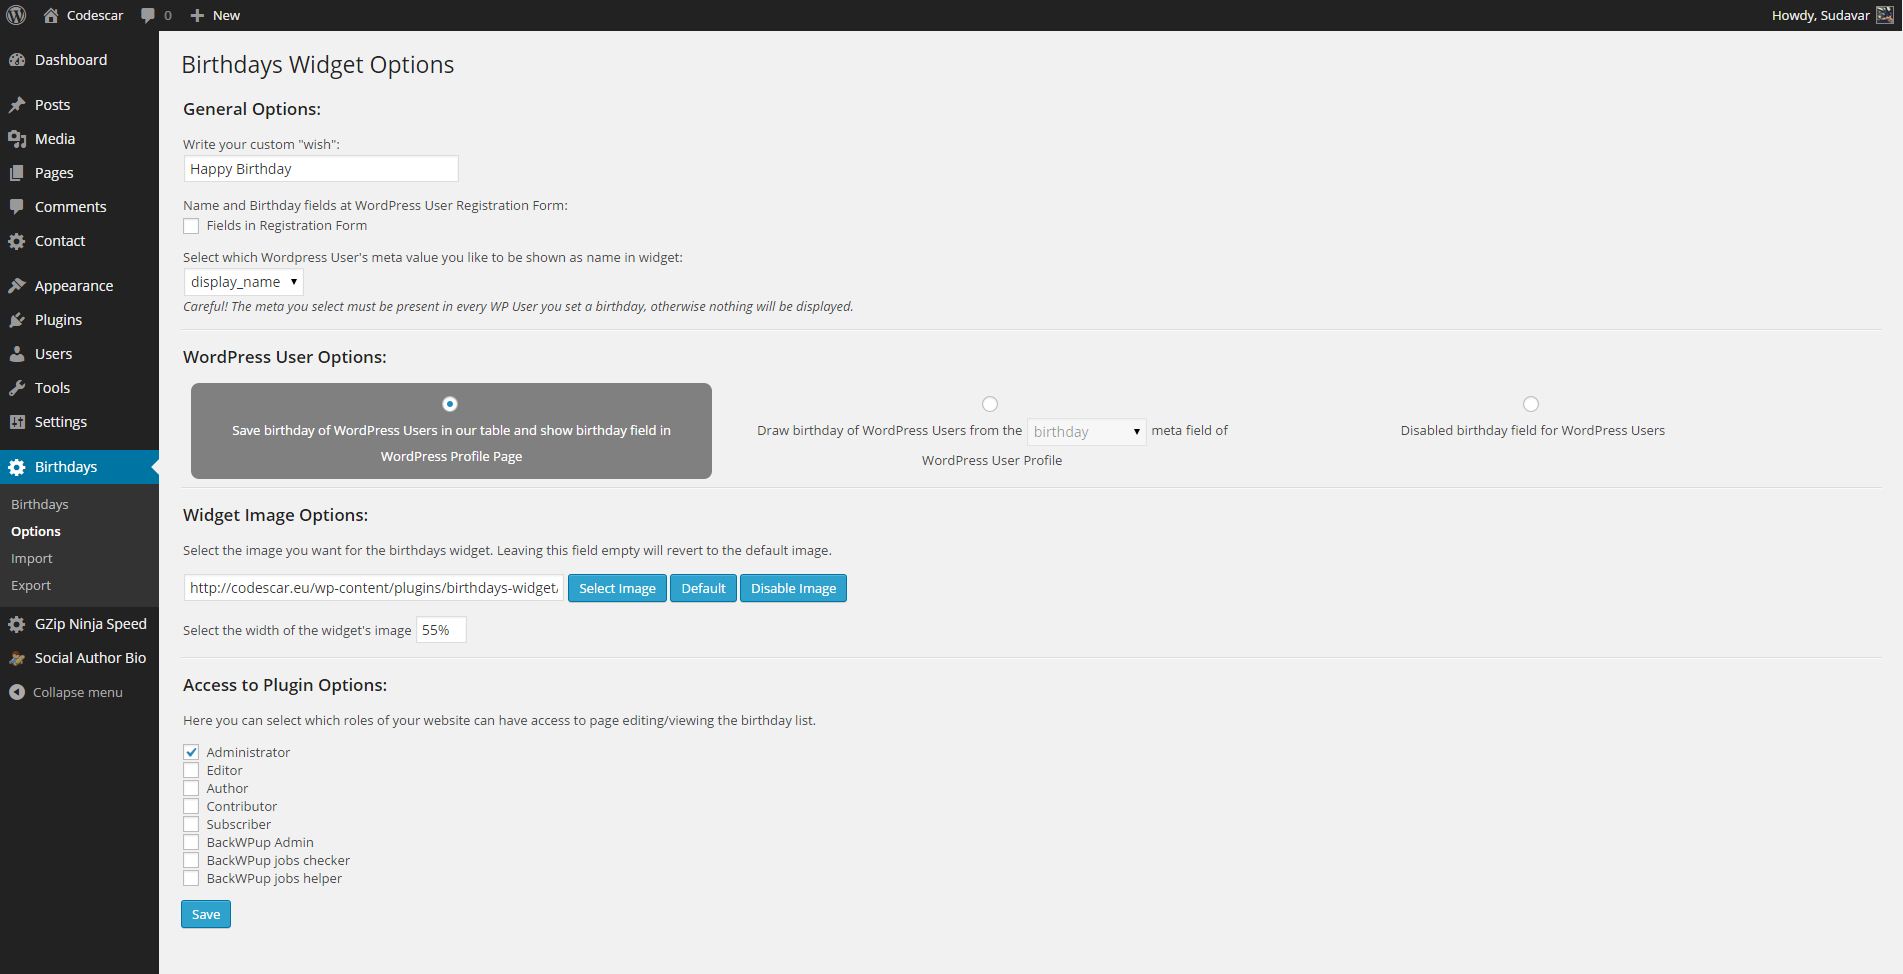 Codescar 0 New Howdy, Sudavar
Dashboard
Posts
Media
Pages
Comments
Contact
Appearance
Plugins
Users
Tools
Settings
Birthdays
Birthdays
Options
Import
Export
GZip Ninja Speed
Social Author Bio
Collapse menu
Birthdays Widget Options
General Options:
Write your custom "wish":
Happy Birthday
Name and Birthday fields at WordPress User Registration Form:
Fields in Registration Form
Select which Wordpress User's meta value you like to be shown as name in widget:
display_name
Careful! The meta you select must be present in every WP User you set a birthday, otherwise nothing will be displayed.
WordPress User Options:
Save birthday of WordPress Users in our table and show birthday field in
WordPress Profile Page
Draw birthday of WordPress Users from the birthday meta field of
WordPress User Profile
Disabled birthday field for WordPress Users
Widget Image Options:
Select the image you want for the birthdays widget. Leaving this field empty will revert to the default image.
http://codescar.eu/wp-content/plugins/birthdays-widget/ Select Image Default Disable Image
Select the width of the widget's image 55%
Access to Plugin Options:
Here you can select which roles of your website can have access to page editing/viewing the birthday list.
Administrator
Editor
Author
Contributor
Subscriber
BackWPup Admin
BackWPup jobs checker
BackWPup jobs helper
Save